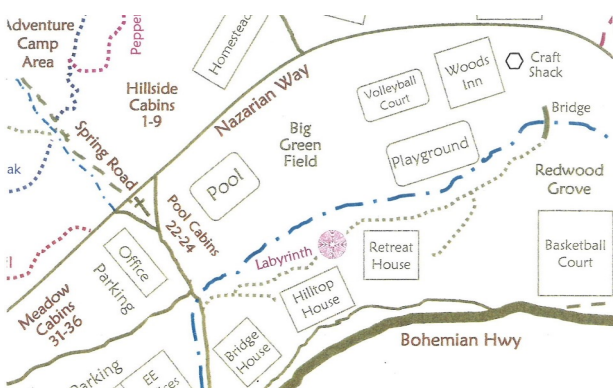 Adventure
Camp
Area
Homestead
Hillside
Cabins
1-9
Nazarian Way
Spring Road
Volleyball
Court
Woods
Inn
Craft
Shack
Bridge
Big
Green
Field
Playground
Redwood
Grove
Pool
Pool Cabins
22-24
Labyrinth
Retreat
House
Basketball
Court
Office
Parking
Hilltop
House
Meadow
Cabins
31-36
Bohemian Hwy
Bridge
House
Parking
EE